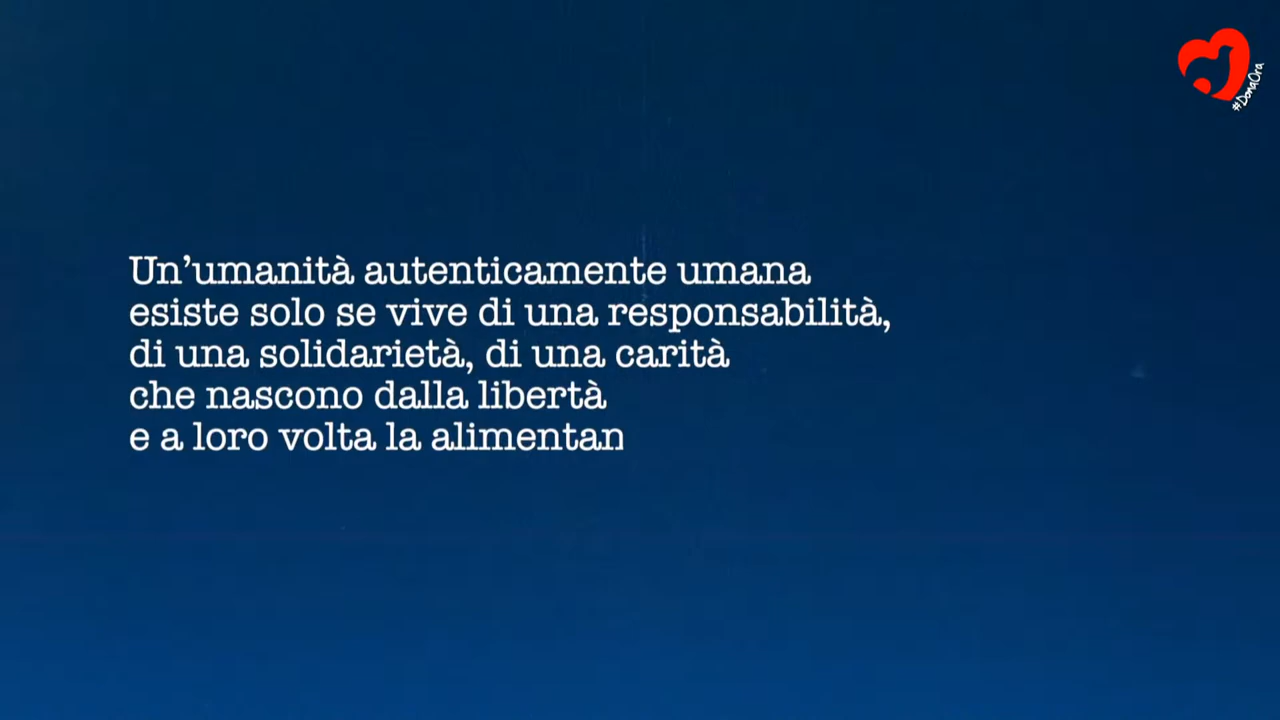 #DonaOra
Un’umanità autenticamente umana
esiste solo se vive di una responsabilità,
di una solidarietà, di una carità
che nascono dalla libertà
e a loro volta la alimentan